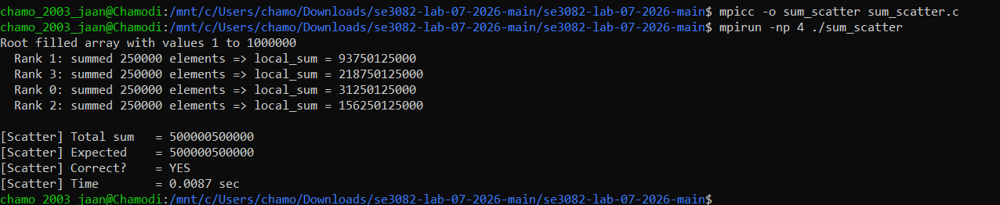 chamo_2003_jaan@Chamodi:/mnt/c/Users/chamo/Downloads/se3082-lab-07-2026-main/se3082-lab-07-2026-main$ mpicc -o sum_scatter sum_scatter.c
chamo_2003_jaan@Chamodi:/mnt/c/Users/chamo/Downloads/se3082-lab-07-2026-main/se3082-lab-07-2026-main$ mpirun -np 4 ./sum_scatter
Root filled array with values 1 to 1000000
  Rank 1: summed 250000 elements => local_sum = 93750125000
  Rank 3: summed 250000 elements => local_sum = 218750125000
  Rank 0: summed 250000 elements => local_sum = 31250125000
  Rank 2: summed 250000 elements => local_sum = 156250125000

[Scatter] Total sum   = 500000500000
[Scatter] Expected    = 500000500000
[Scatter] Correct?    = YES
[Scatter] Time        = 0.0087 sec
chamo_2003_jaan@Chamodi:/mnt/c/Users/chamo/Downloads/se3082-lab-07-2026-main/se3082-lab-07-2026-main$